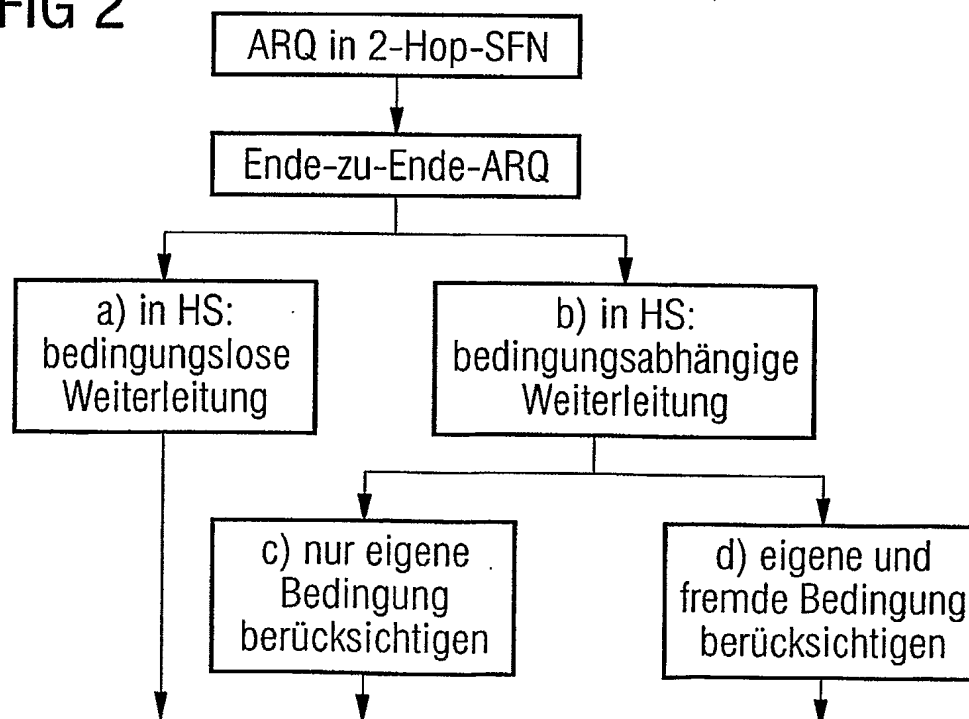 FIG 2
ARQ in 2-Hop-SFN
Ende-zu-Ende-ARQ
a) in HS:
bedingungslose
Weiterleitung
b) in HS:
bedingungsabhängige
Weiterleitung
c) nur eigene
Bedingung
berücksichtigen
d) eigene und
fremde Bedingung
berücksichtigen